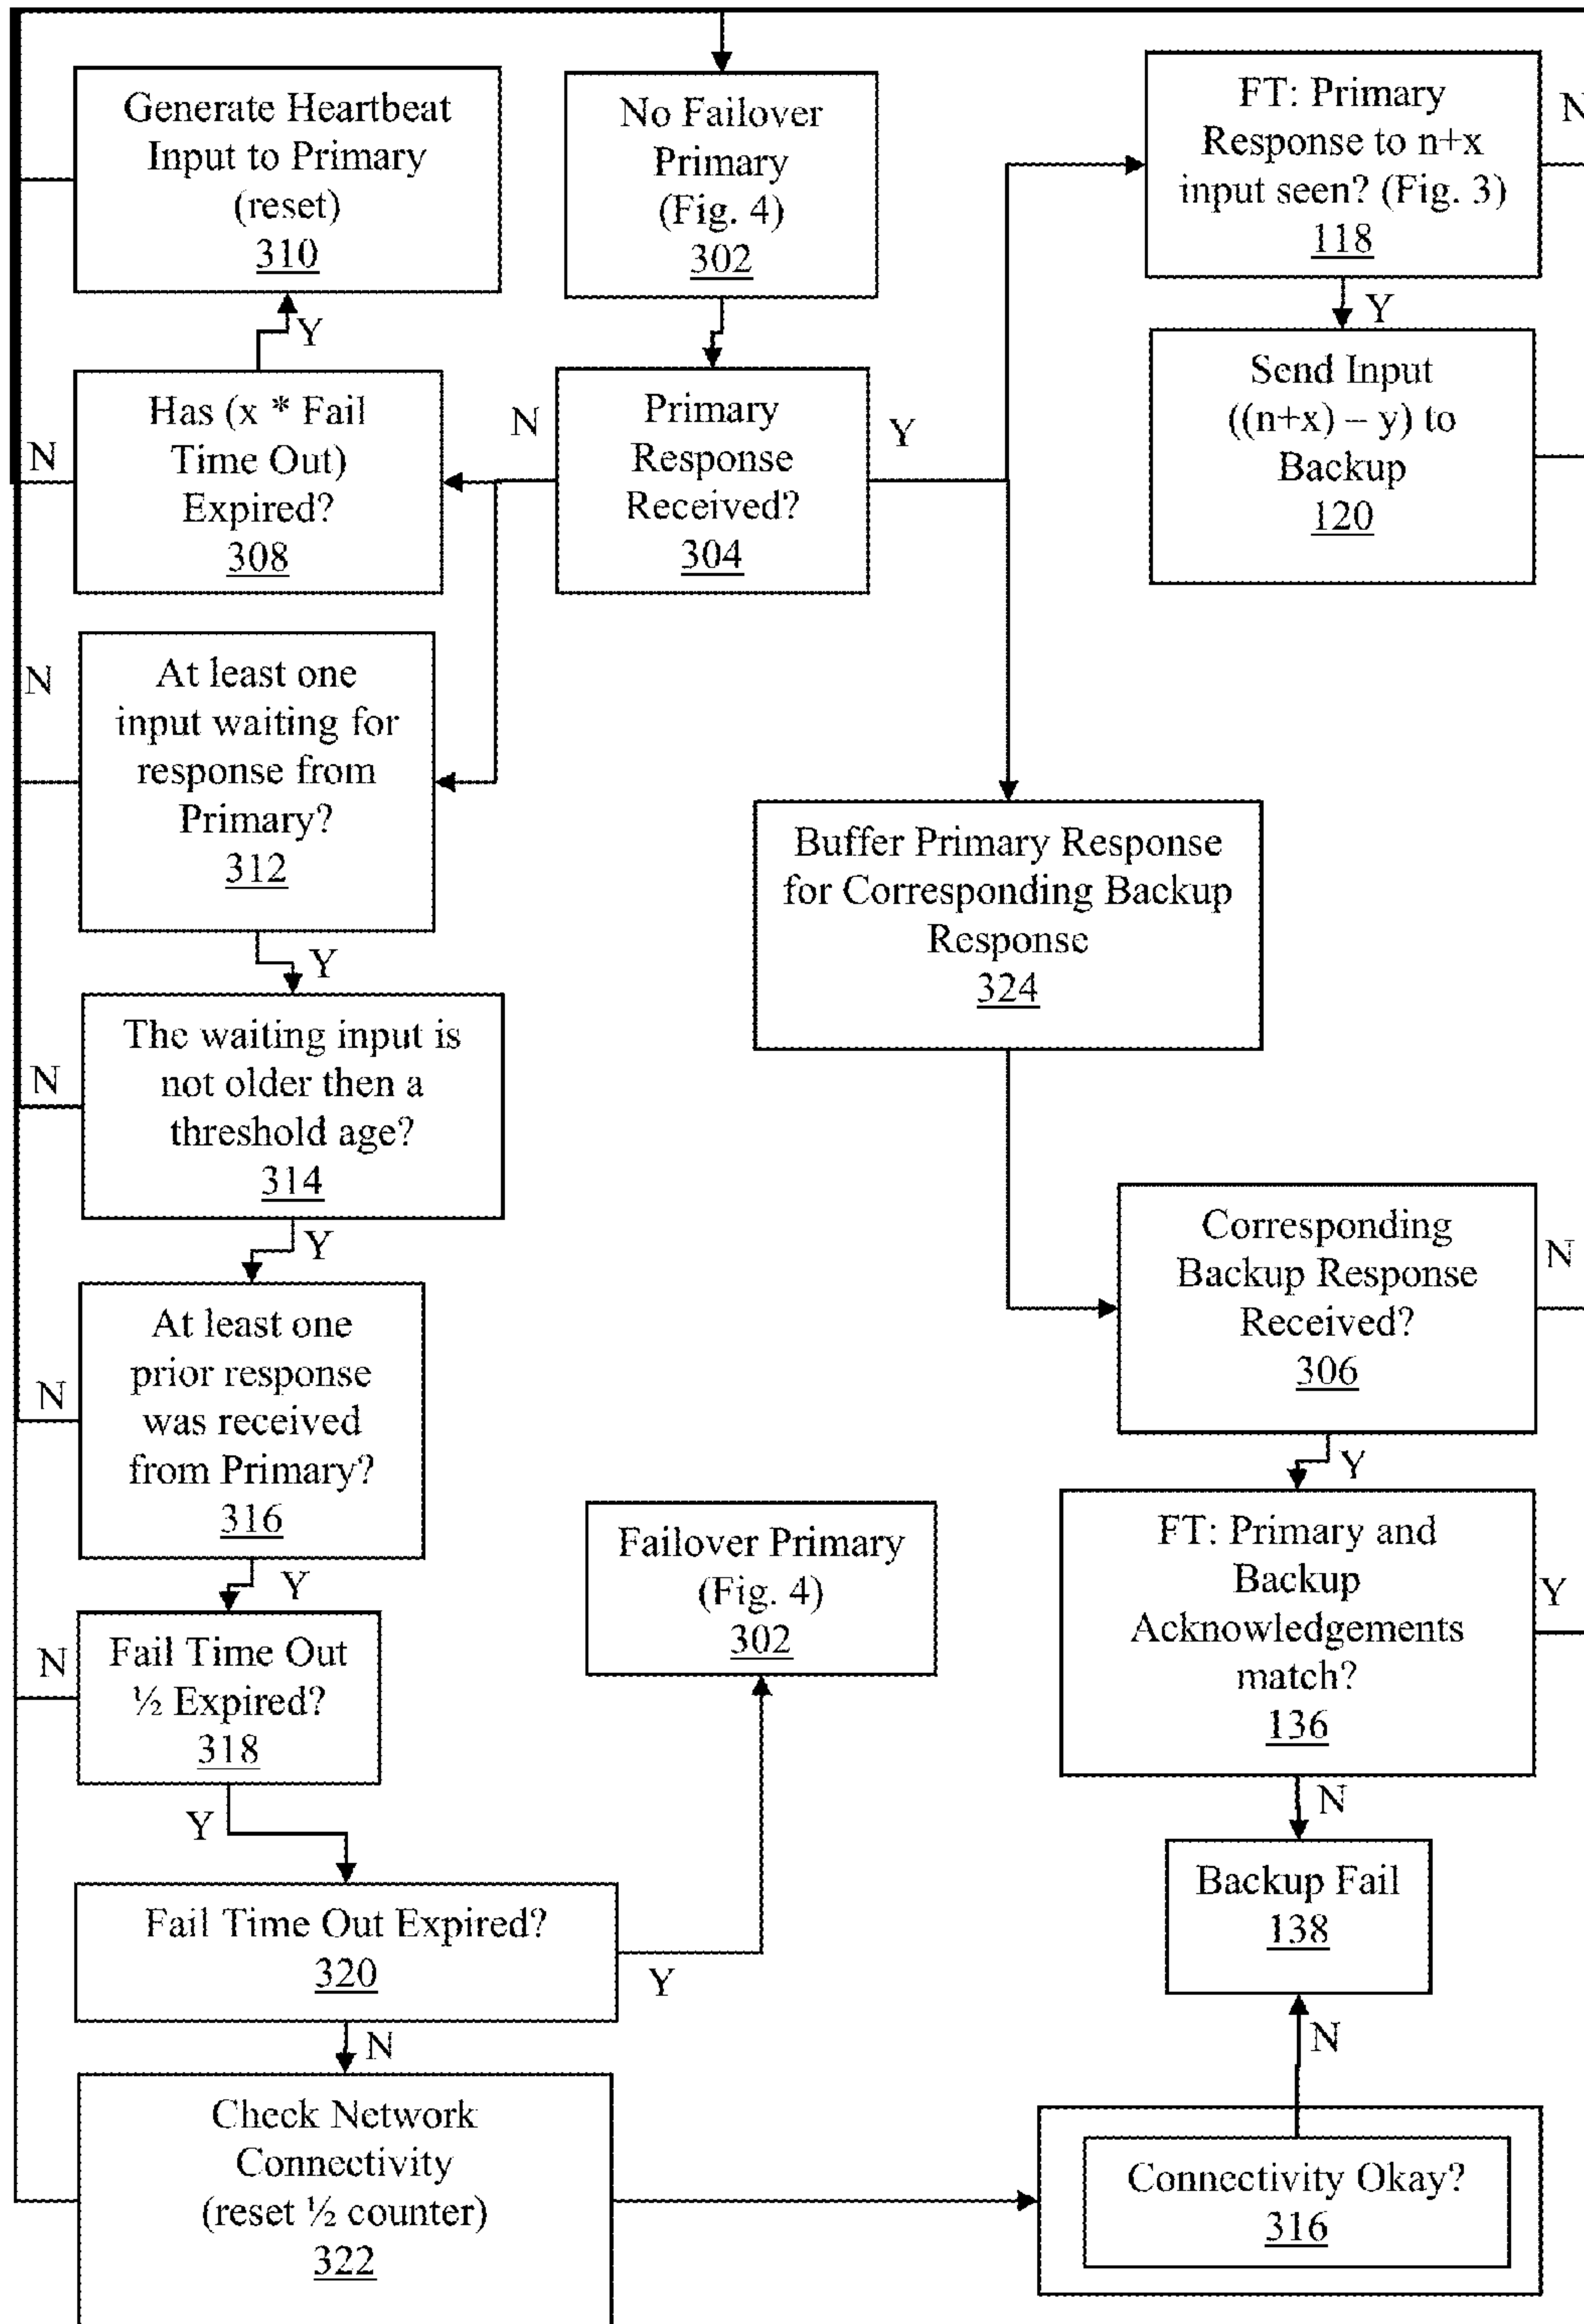 Generate Heartbeat
Input to Primary
(reset)
310
No Failover
Primary
(Fig. 4)
302
FT: Primary
Response to n+x
input seen? (Fig. 3)
118
N
Y
Y
Has (x * Fail
Time Out)
Expired?
308
N
N
Primary
Response
Received?
304
Y
Send Input
((n+x) – y) to
Backup
120
N
At least one
input waiting for
response from
Primary?
312
Y
Buffer Primary Response
for Corresponding Backup
Response
324
N
The waiting input is
not older then a
threshold age?
314
Y
Corresponding
Backup Response
Received?
306
N
Y
N
At least one
prior response
was received
from Primary?
316
Y
Failover Primary
(Fig. 4)
302
FT: Primary and
Backup
Acknowledgements
match?
136
Y
N
N
Fail Time Out
½ Expired?
318
Y
Backup Fail
138
Fail Time Out Expired?
320
Y
N
N
Check Network
Connectivity
(reset ½ counter)
322
Connectivity Okay?
316